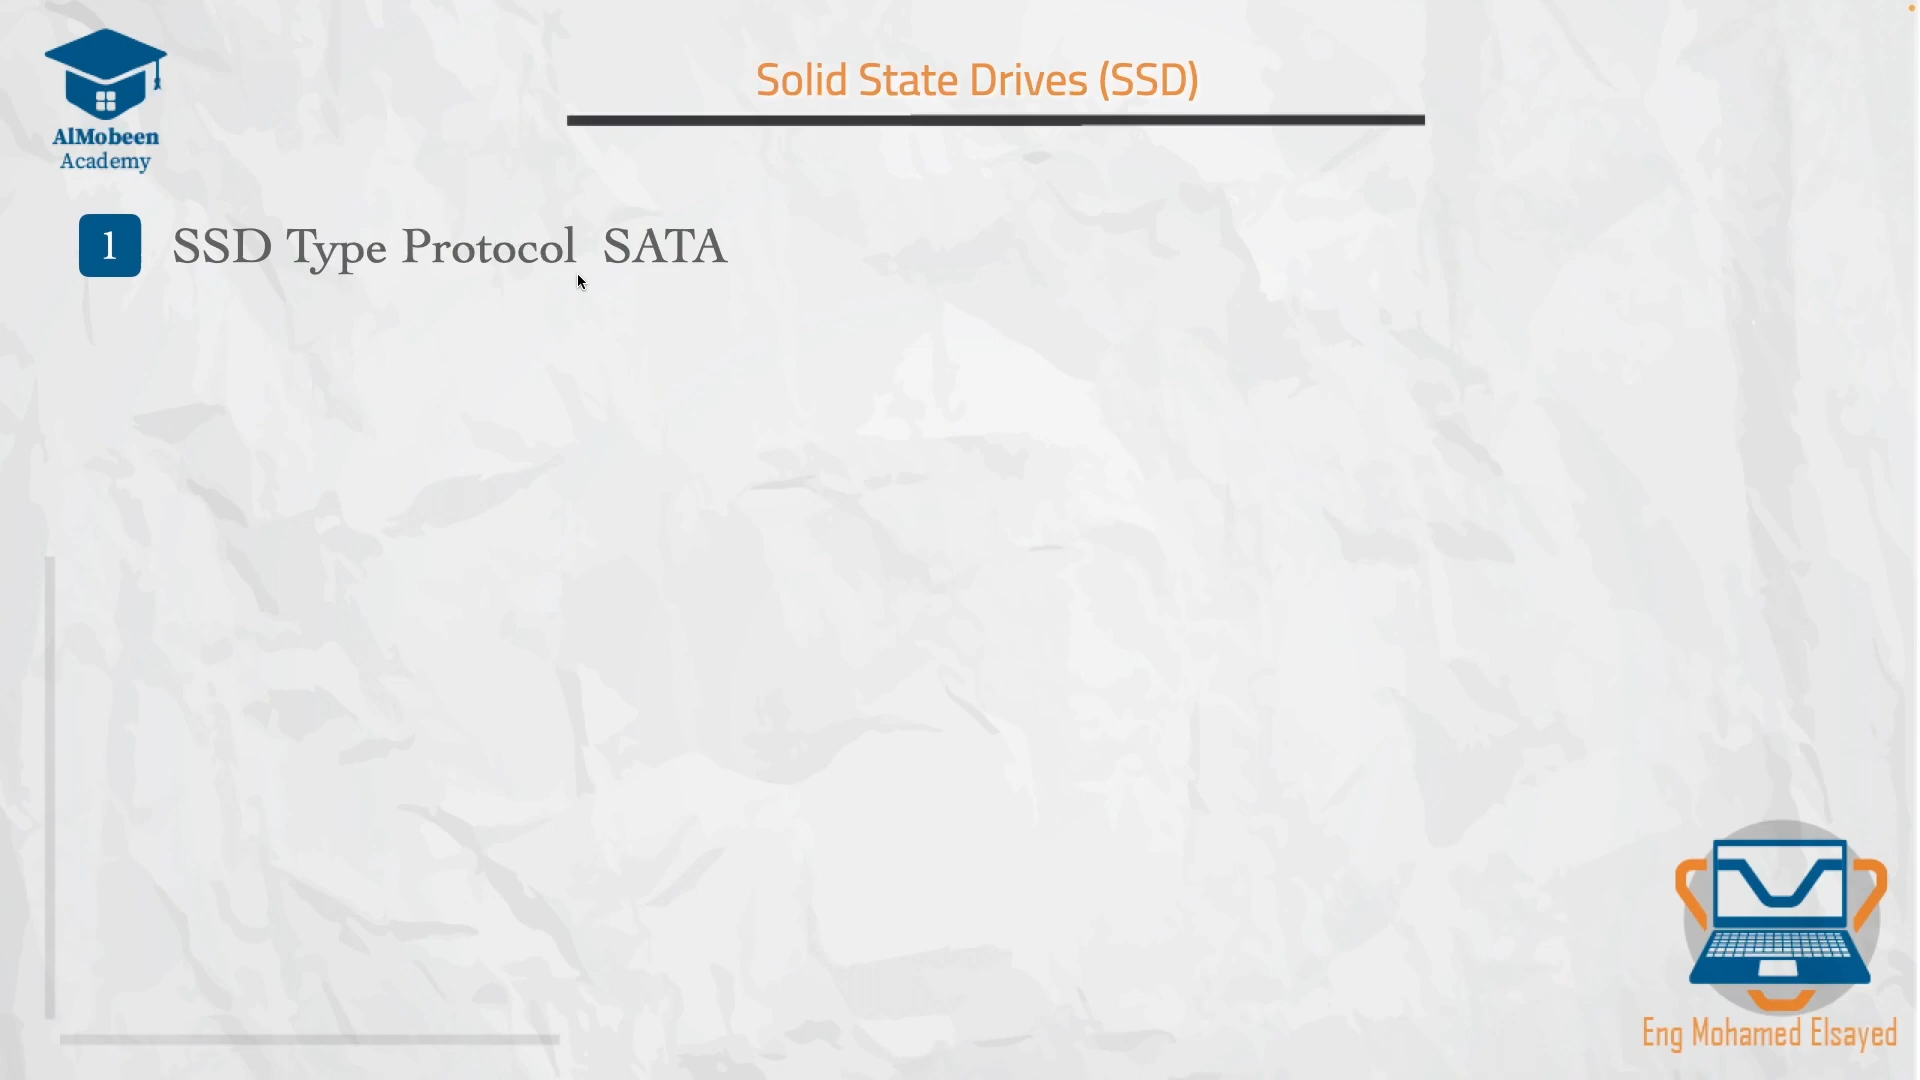 AlMobeen
Academy
Solid State Drives (SSD)
1 SSD Type Protocol SATA
Eng Mohamed Elsayed